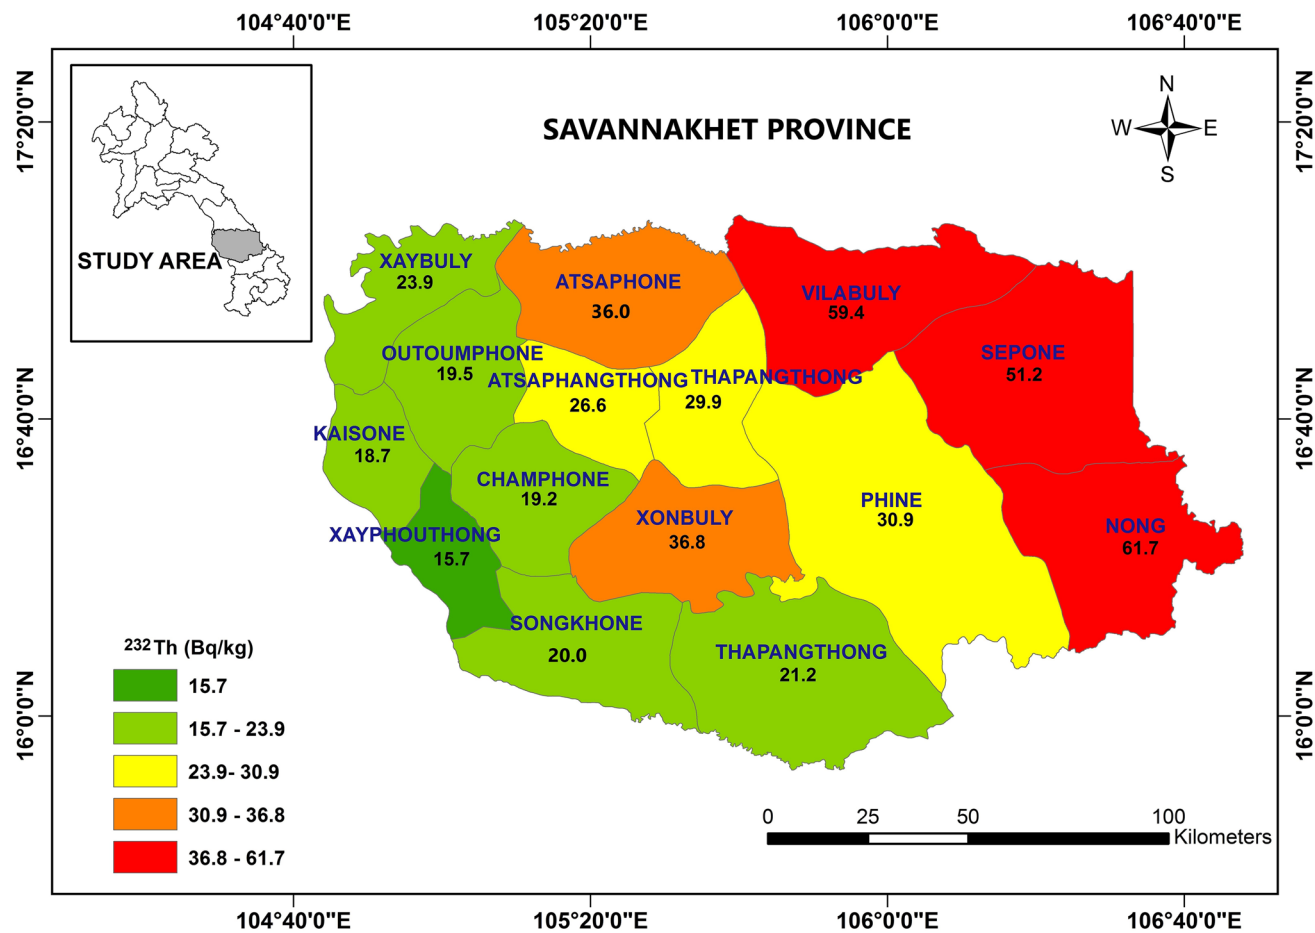 104°40'0"E 105°20'0"E 106°0'0"E 106°40'0"E
17°20'0"N
17°20'0"N
SAVANNAKHET PROVINCE
N
W E
S
STUDY AREA
XAYBULY
23.9
ATSAPHONE
36.0
VILABULY
59.4
OUTOUMPHONE
19.5
SEPONE
51.2
ATSAPHANGTHONG
26.6
THAPANGTHONG
29.9
16°40'0"N
16°40'0"N
KAISONE
18.7
CHAMPHONE
19.2
PHINE
30.9
XONBULY
36.8
NONG
61.7
XAYPHOUTHONG
15.7
SONGKHONE
20.0
THAPANGTHONG
21.2
16°0'0"N
16°0'0"N
²³²Th (Bq/kg)
15.7
15.7 - 23.9
23.9- 30.9
30.9 - 36.8
36.8 - 61.7
0 25 50 100
Kilometers
104°40'0"E 105°20'0"E 106°0'0"E 106°40'0"E